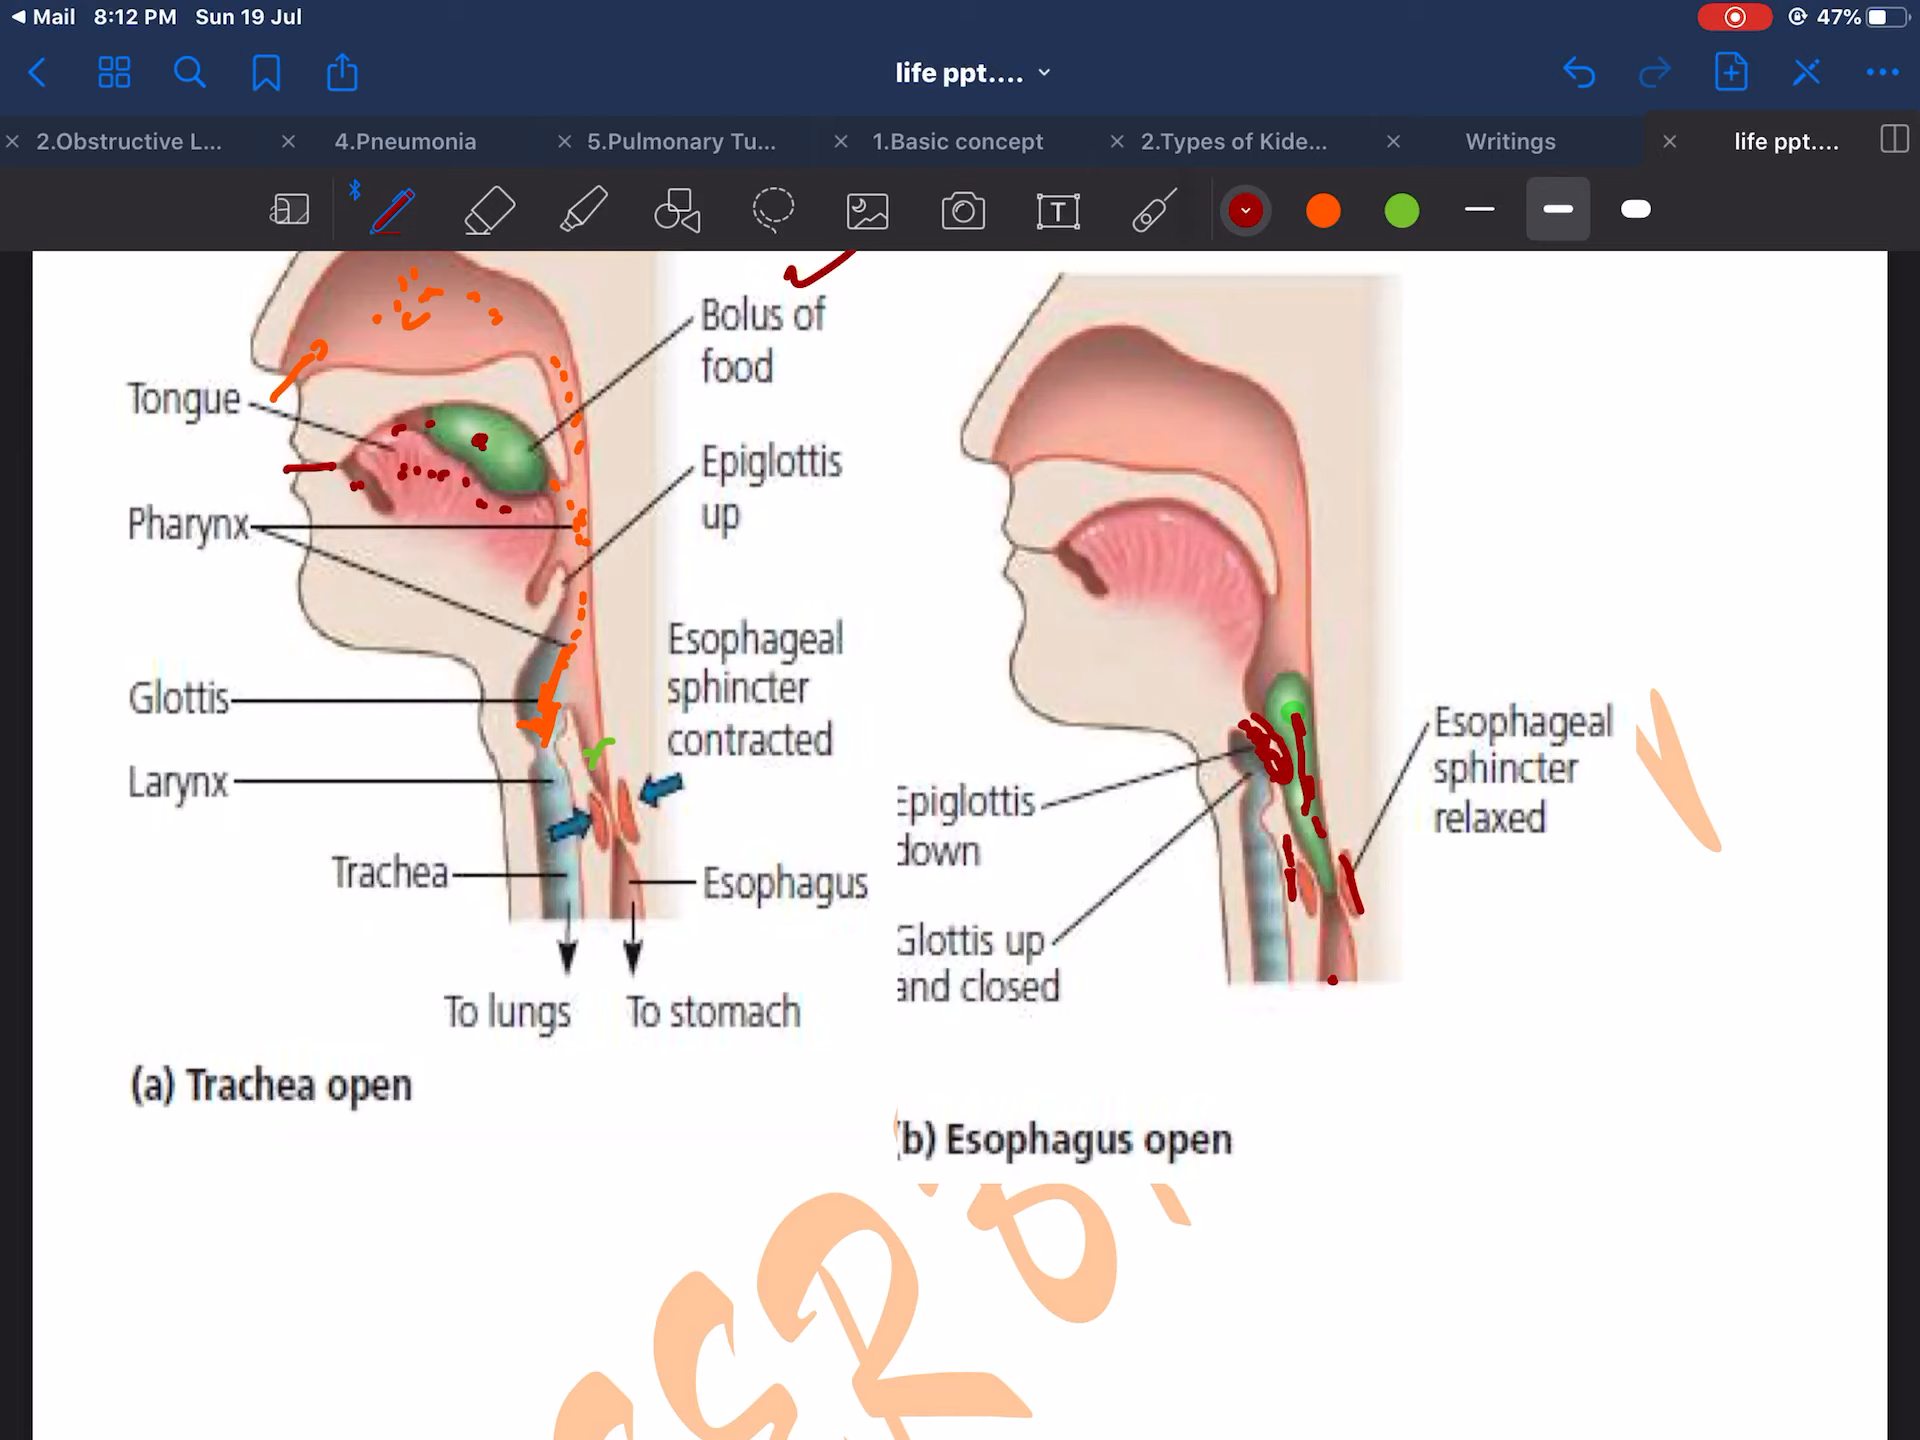 Mail 8:12 PM Sun 19 Jul 47%
life ppt....
2.Obstructive L... 4.Pneumonia 5.Pulmonary Tu... 1.Basic concept 2.Types of Kide... Writings life ppt....
Bolus of
food
Tongue
Epiglottis
up
Pharynx
Esophageal
sphincter
contracted
Glottis
Larynx
Trachea
Esophagus
To lungs To stomach
(a) Trachea open
Esophageal
sphincter
relaxed
Epiglottis
down
Glottis up
and closed
(b) Esophagus open